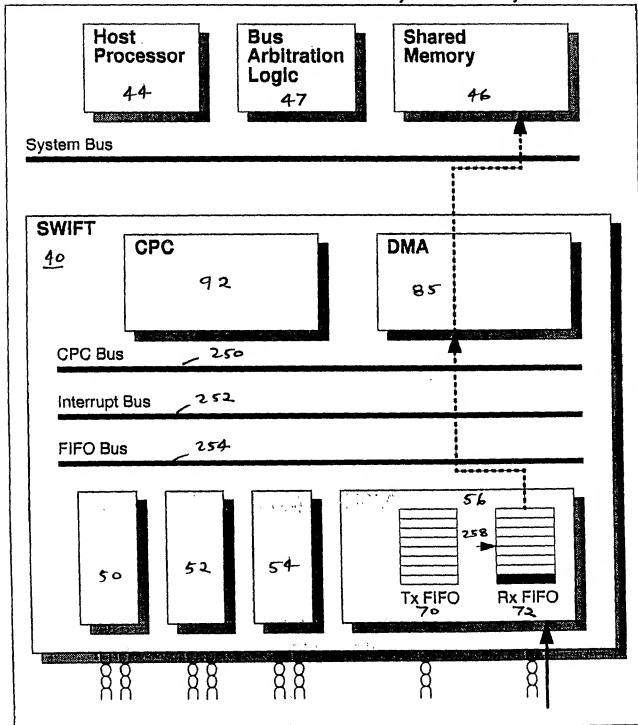 Host
Processor
44
Bus
Arbitration
Logic
47
Shared
Memory
46
System Bus
SWIFT
40
CPC
92
DMA
85
CPC Bus
250
Interrupt Bus
252
FIFO Bus
254
50
52
54
56
258
Tx FIFO
70
Rx FIFO
72